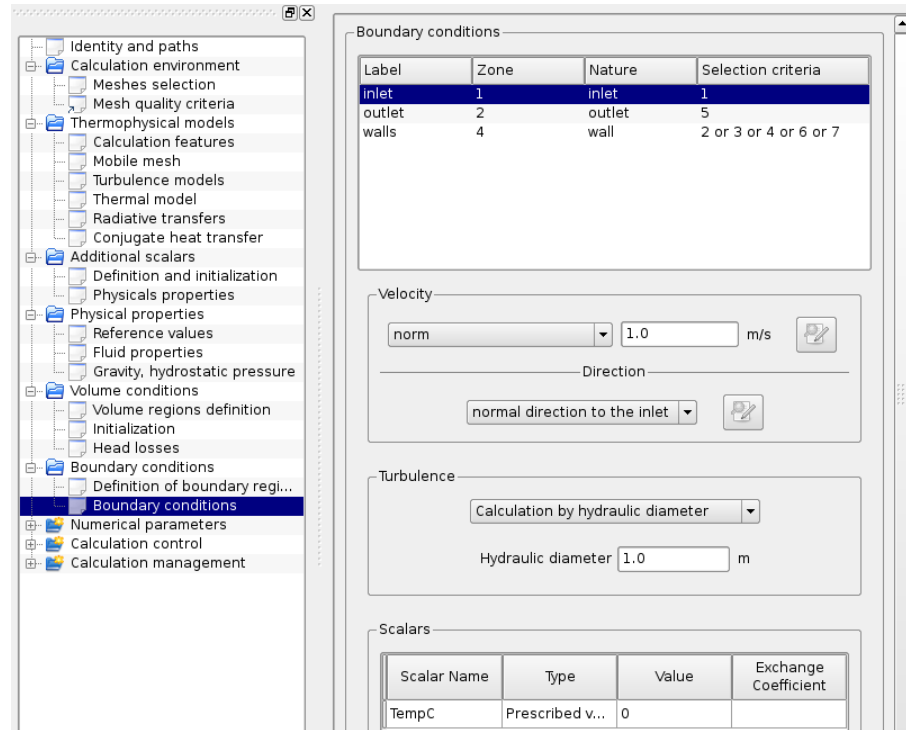 Identity and paths
Calculation environment
Meshes selection
Mesh quality criteria
Thermophysical models
Calculation features
Mobile mesh
Turbulence models
Thermal model
Radiative transfers
Conjugate heat transfer
Additional scalars
Definition and initialization
Physicals properties
Physical properties
Reference values
Fluid properties
Gravity, hydrostatic pressure
Volume conditions
Volume regions definition
Initialization
Head losses
Boundary conditions
Definition of boundary regi...
Boundary conditions
Numerical parameters
Calculation control
Calculation management
Boundary conditions
Label Zone Nature Selection criteria
inlet 1 inlet 1
outlet 2 outlet 5
walls 4 wall 2 or 3 or 4 or 6 or 7
Velocity
norm 1.0 m/s
Direction
normal direction to the inlet
Turbulence
Calculation by hydraulic diameter
Hydraulic diameter 1.0 m
Scalars
Scalar Name Type Value Exchange Coefficient
TempC Prescribed v... 0